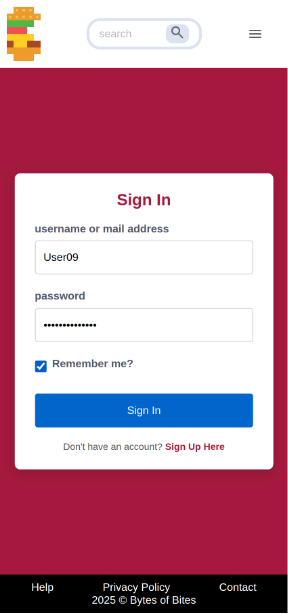 search
Sign In
username or mail address
User09
password
••••••••••••••
Remember me?
Sign In
Don't have an account? Sign Up Here
Help Privacy Policy Contact
2025 © Bytes of Bites